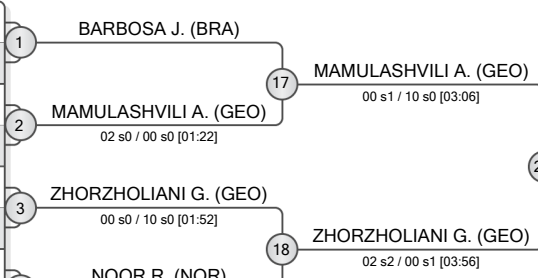 BARBOSA J. (BRA)
1
17
MAMULASHVILI A. (GEO)
00 s1 / 10 s0 [03:06]
MAMULASHVILI A. (GEO)
2
02 s0 / 00 s0 [01:22]
ZHORZHOLIANI G. (GEO)
3
00 s0 / 10 s0 [01:52]
18
ZHORZHOLIANI G. (GEO)
02 s2 / 00 s1 [03:56]
NOOR R. (NOR)